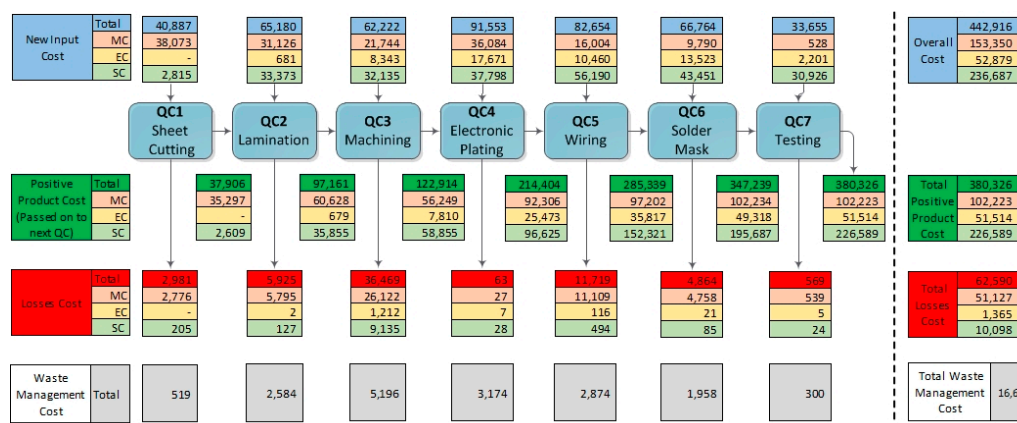 New Input Cost Total 40,887 65,180 62,222 91,553 82,654 66,764 33,655 Overall Cost 442,916
MC 38,073 31,126 21,744 36,084 16,004 9,790 528 153,350
EC - 681 8,343 17,671 10,460 13,523 2,201 52,879
SC 2,815 33,373 32,135 37,798 56,190 43,451 30,926 236,687
QC1 Sheet Cutting
QC2 Lamination
QC3 Machining
QC4 Electronic Plating
QC5 Wiring
QC6 Solder Mask
QC7 Testing
Positive Product Cost (Passed on to next QC) Total 37,906 97,161 122,914 214,404 285,339 347,239 380,326 Total Positive Product Cost 380,326
MC 35,297 60,628 56,249 92,306 97,202 102,234 102,223 102,223
EC - 679 7,810 25,473 35,817 49,318 51,514 51,514
SC 2,609 35,855 58,855 96,625 152,321 195,687 226,589 226,589
Losses Cost Total 2,981 5,925 36,469 63 11,719 4,864 569 Total Losses Cost 62,590
MC 2,776 5,795 26,122 27 11,109 4,758 539 51,127
EC - 2 1,212 7 116 21 5 1,365
SC 205 127 9,135 28 494 85 24 10,098
Waste Management Cost Total 519 2,584 5,196 3,174 2,874 1,958 300 Total Waste Management Cost 16,6